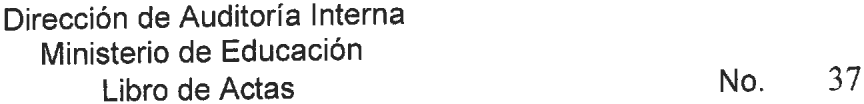 Dirección de Auditoría Interna
Ministerio de Educación
Libro de Actas No. 37